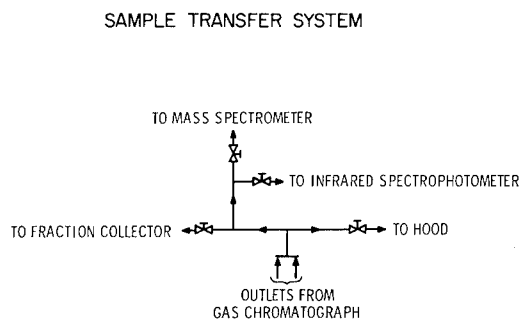 SAMPLE TRANSFER SYSTEM
TO MASS SPECTROMETER
TO INFRARED SPECTROPHOTOMETER
TO FRACTION COLLECTOR
TO HOOD
OUTLETS FROM
GAS CHROMATOGRAPH